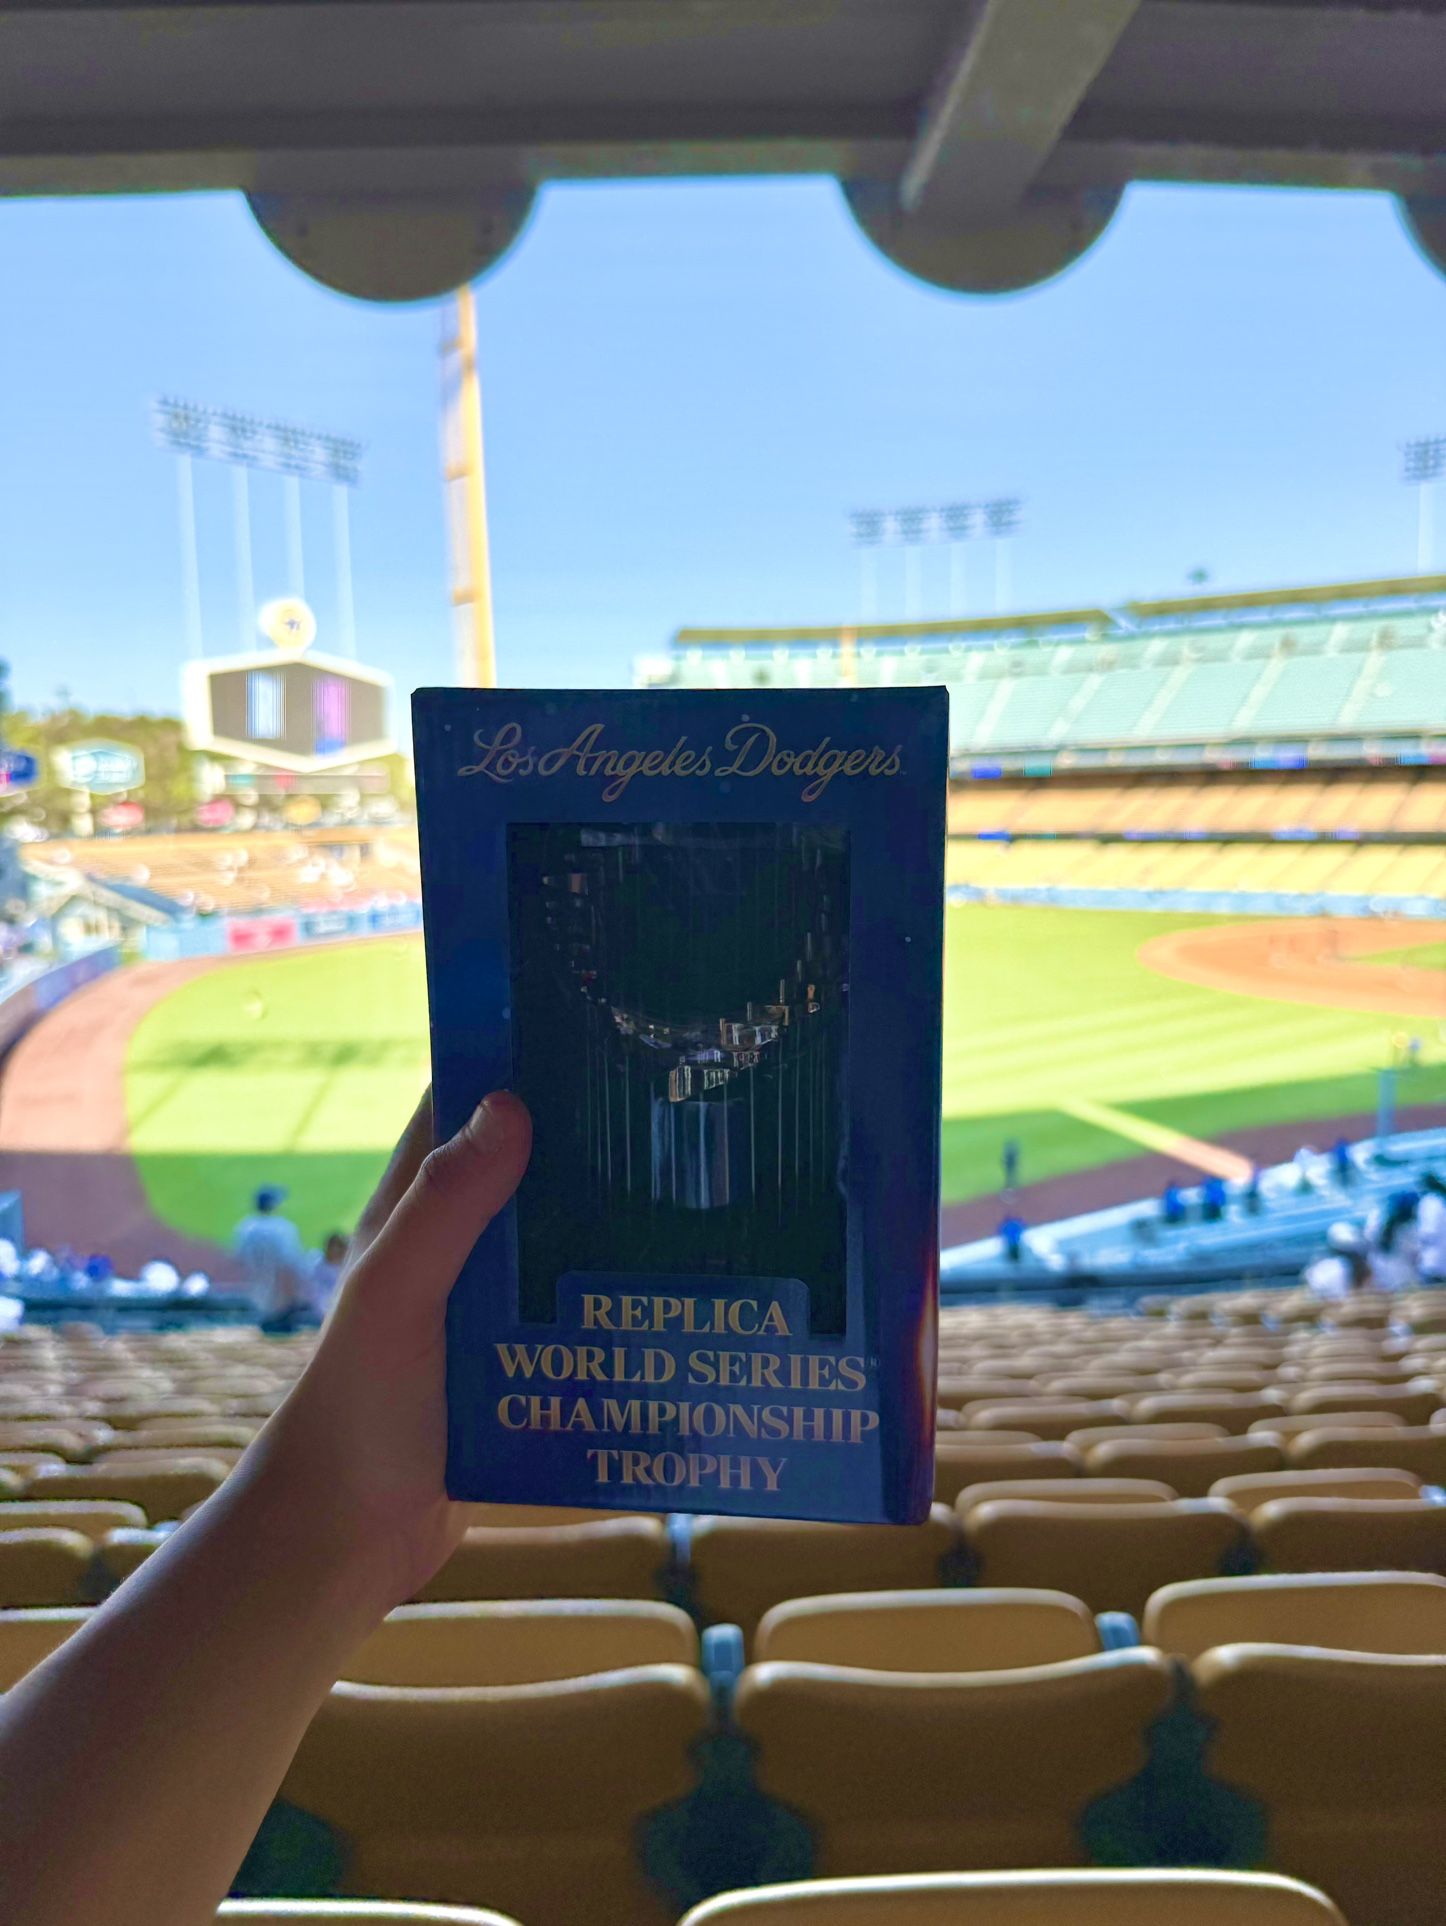 Los Angeles Dodgers
REPLICA
WORLD SERIES
CHAMPIONSHIP
TROPHY